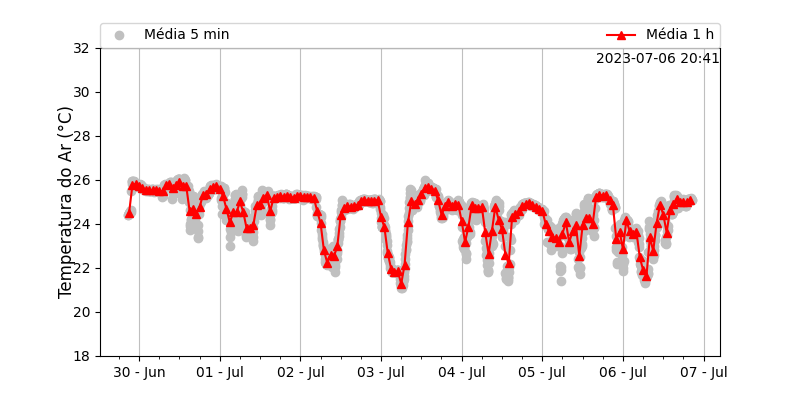 Média 5 min
Média 1 h
2023-07-06 20:41
Temperatura do Ar (°C)
32
30
28
26
24
22
20
18
30 - Jun
01 - Jul
02 - Jul
03 - Jul
04 - Jul
05 - Jul
06 - Jul
07 - Jul